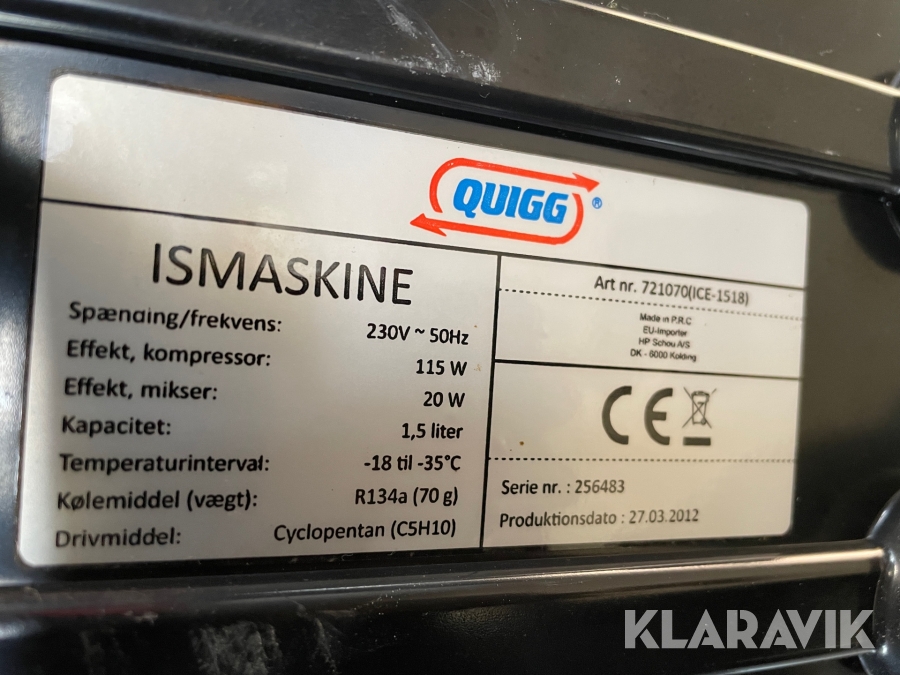 QUIGG®
ISMASKINE
Spænding/frekvens: 230V ~ 50Hz
Effekt, kompressor: 115 W
Effekt, mikser: 20 W
Kapacitet: 1,5 liter
Temperaturinterval: -18 til -35°C
Kølemiddel (vægt): R134a (70 g)
Drivmiddel: Cyclopentan (C5H10)
Art nr. 721070(ICE-1518)
Made in P.R.C
EU-Importer
HP Schou A/S
DK - 6000 Kolding
CE
Serie nr. : 256483
Produktionsdato : 27.03.2012
KLARAVIK